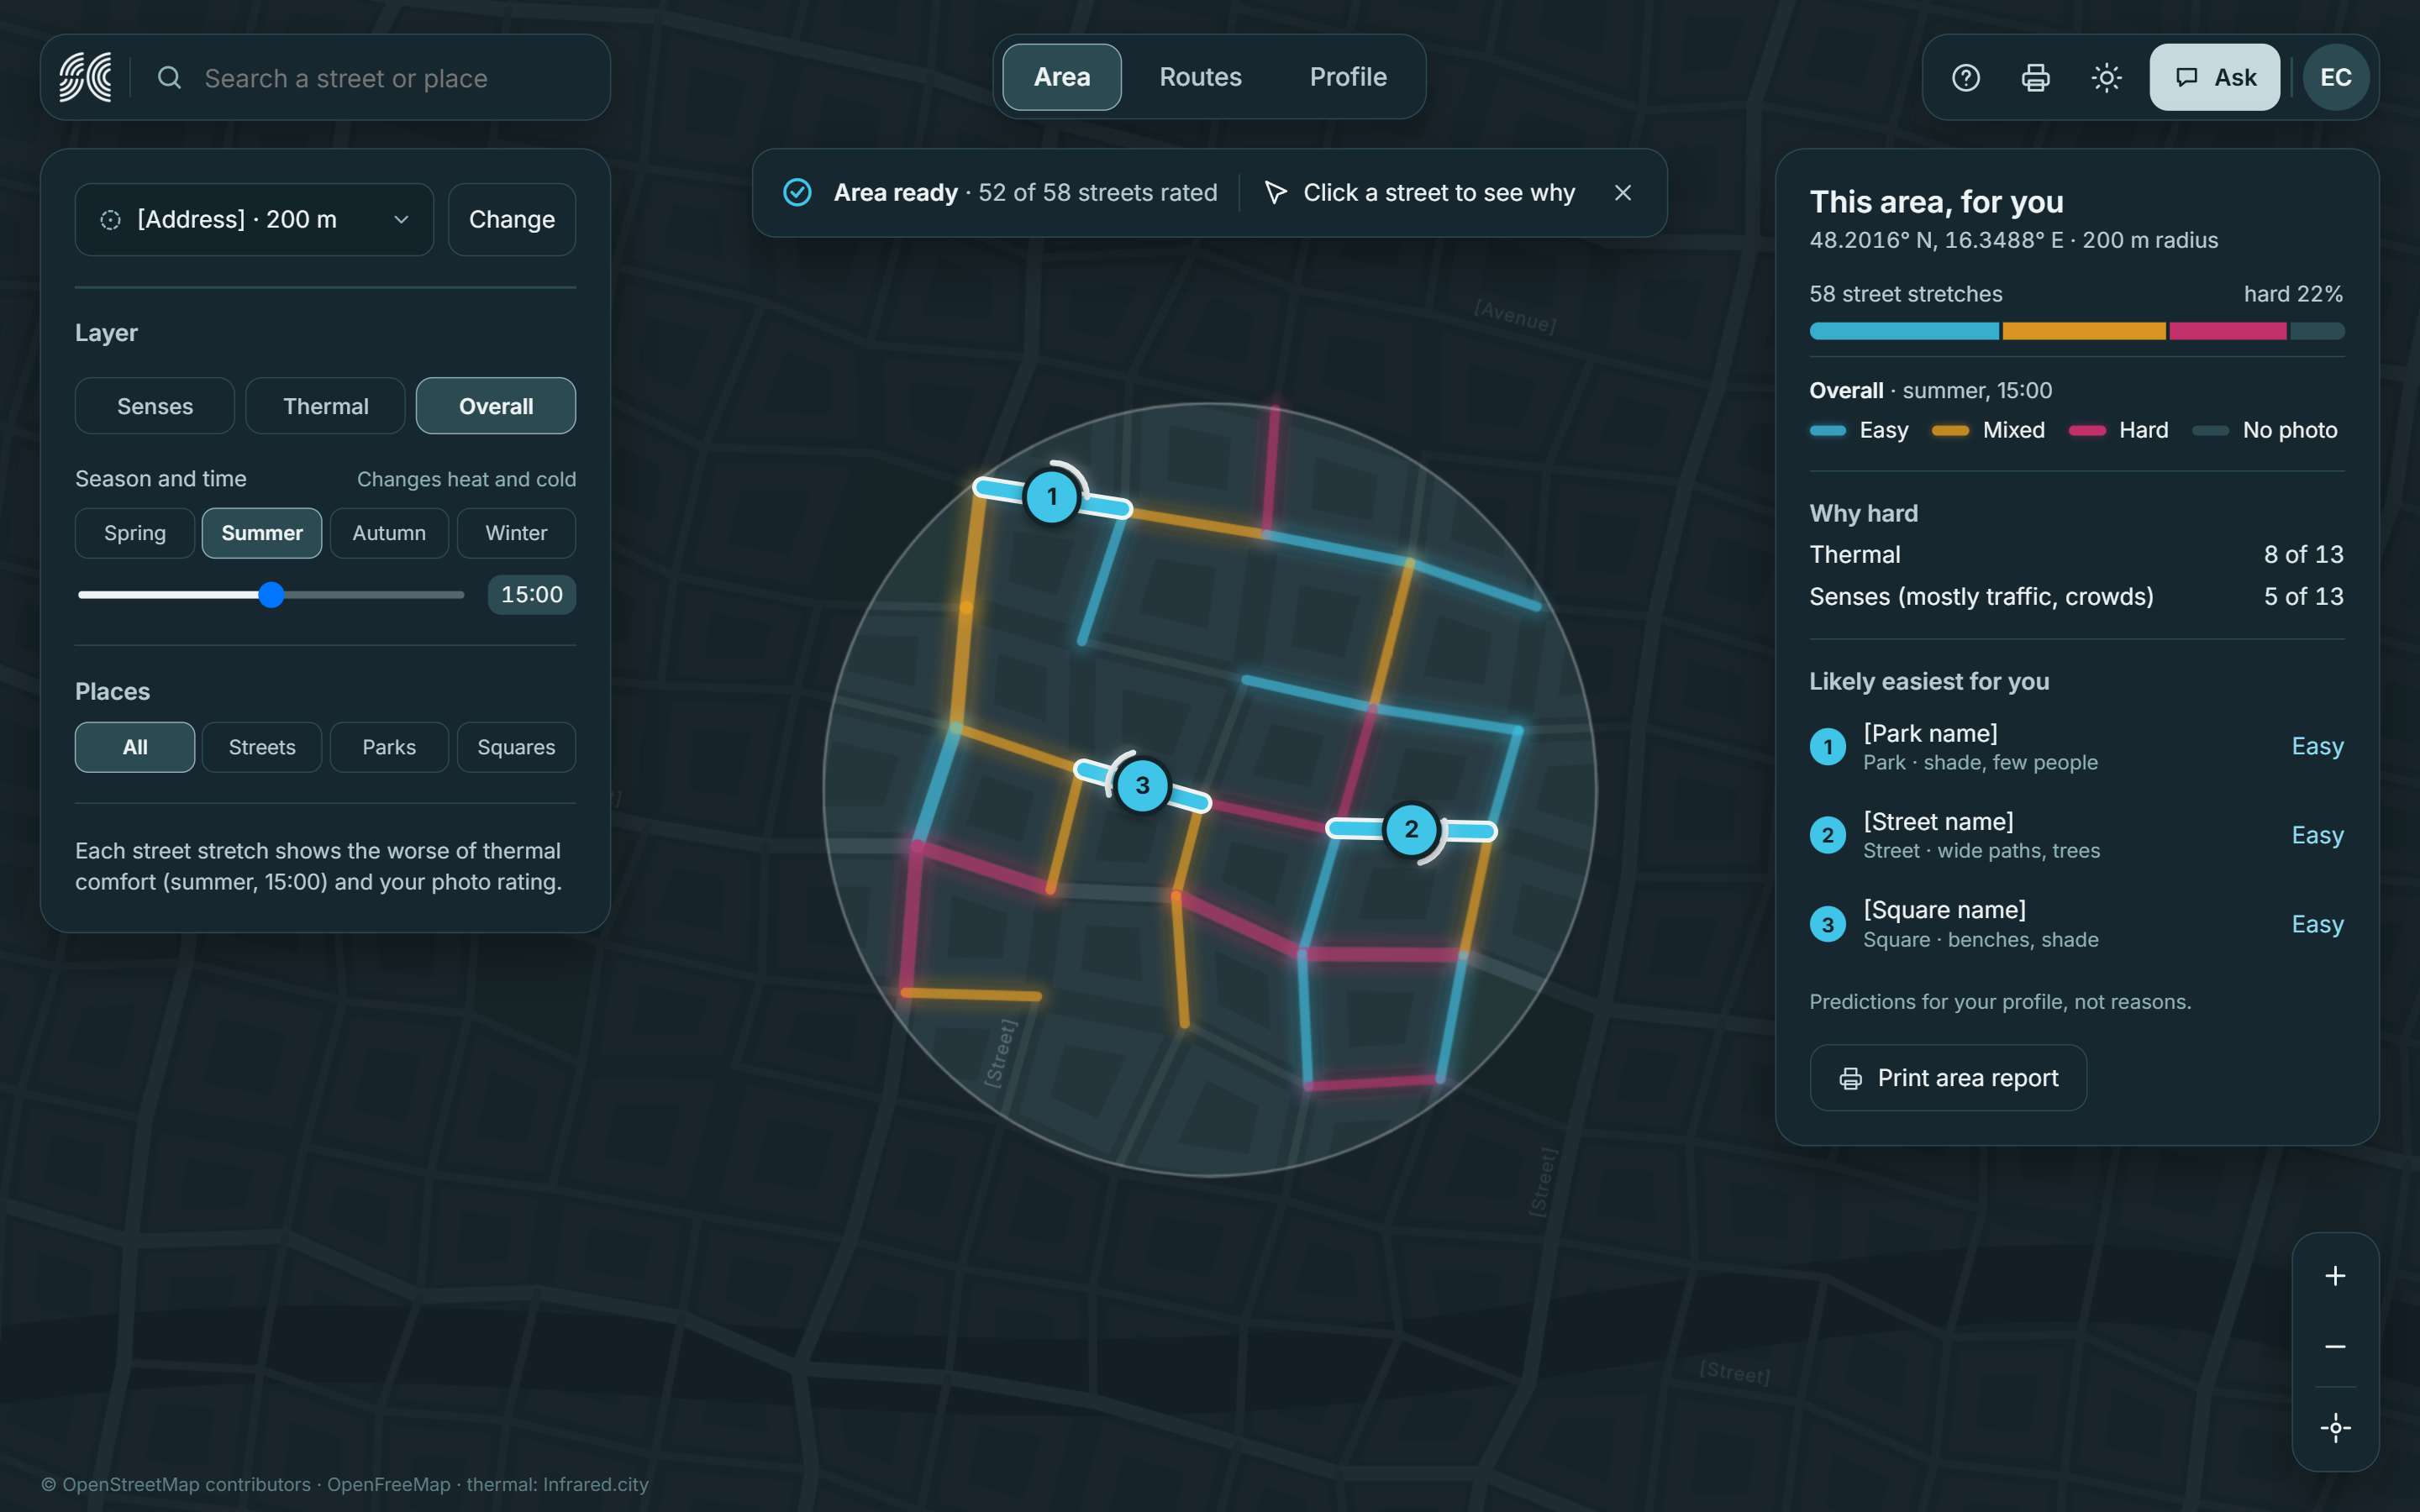 Search a street or place
Area
Routes
Profile
Ask
EC
[Address] · 200 m
Change
Layer
Senses
Thermal
Overall
Season and time
Changes heat and cold
Spring
Summer
Autumn
Winter
15:00
Places
All
Streets
Parks
Squares
Each street stretch shows the worse of thermal
comfort (summer, 15:00) and your photo rating.
Area ready · 52 of 58 streets rated
Click a street to see why
[Avenue]
1
3
2
[Street]
[Street]
[Street]
This area, for you
48.2016° N, 16.3488° E · 200 m radius
58 street stretches
hard 22%
Overall · summer, 15:00
Easy
Mixed
Hard
No photo
Why hard
Thermal
8 of 13
Senses (mostly traffic, crowds)
5 of 13
Likely easiest for you
1
[Park name]
Park · shade, few people
Easy
2
[Street name]
Street · wide paths, trees
Easy
3
[Square name]
Square · benches, shade
Easy
Predictions for your profile, not reasons.
Print area report
© OpenStreetMap contributors · OpenFreeMap · thermal: Infrared.city